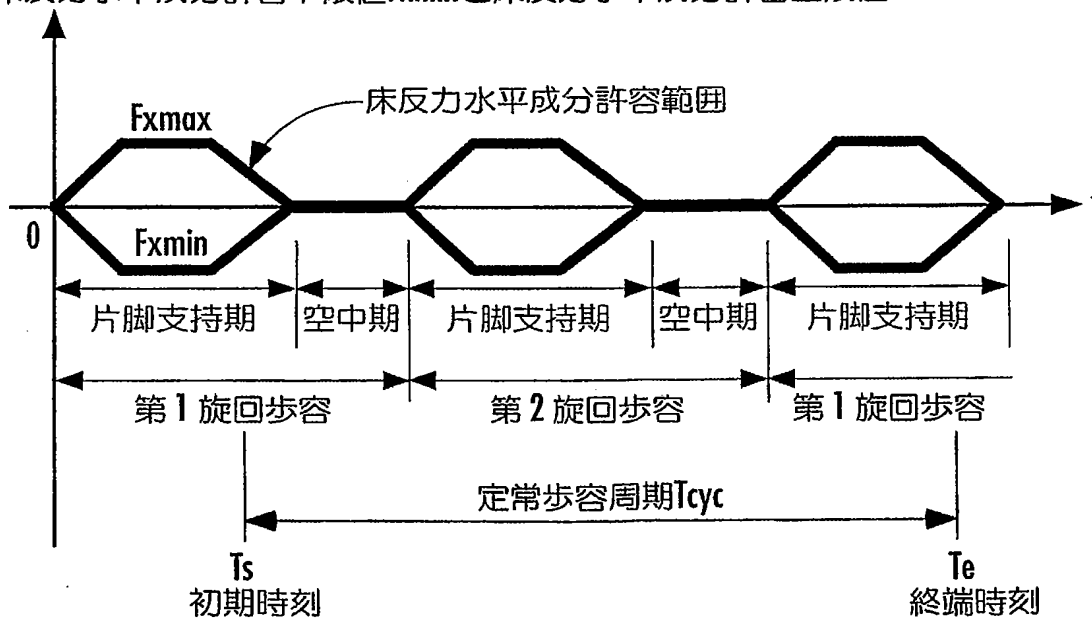 床反力水平成分許容範囲
Fxmax
0
Fxmin
片脚支持期 空中期 片脚支持期 空中期 片脚支持期
第1旋回歩容 第2旋回歩容 第1旋回歩容
定常歩容周期Tcyc
Ts Te
初期時刻 終端時刻